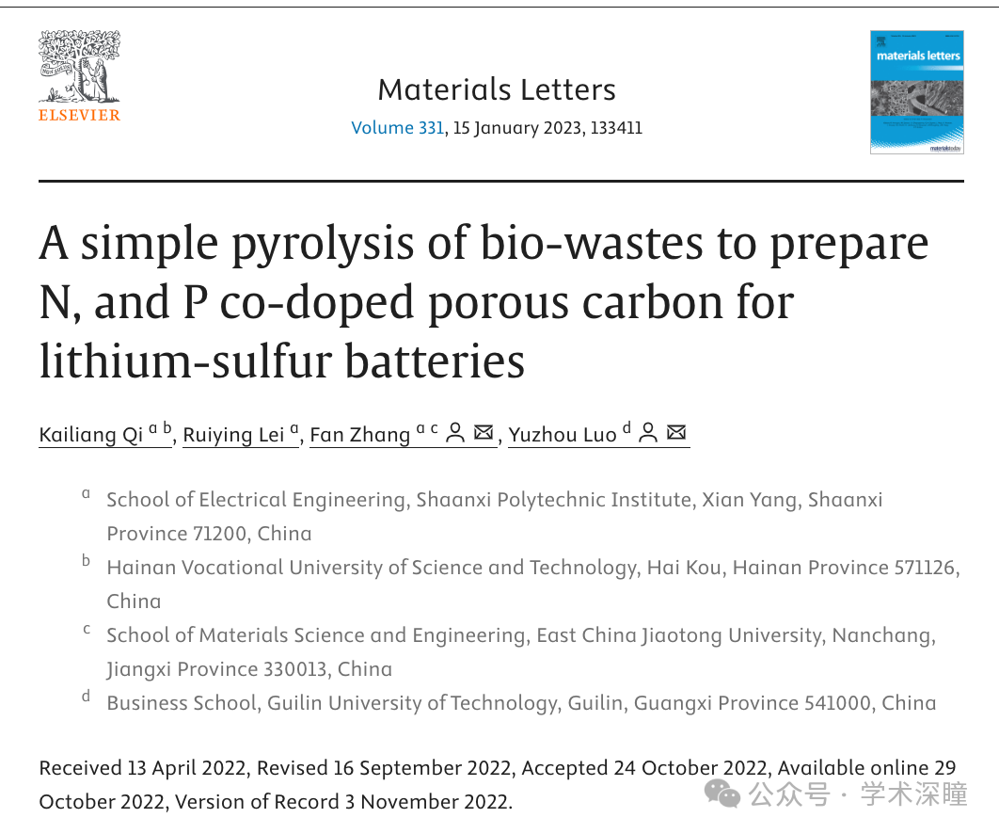 ELSEVIER
Materials Letters
Volume 331, 15 January 2023, 133411
materials letters
materialstoday
A simple pyrolysis of bio-wastes to prepare
N, and P co-doped porous carbon for
lithium-sulfur batteries
Kailiang Qi a b, Ruiying Lei a, Fan Zhang a c, Yuzhou Luo d
a School of Electrical Engineering, Shaanxi Polytechnic Institute, Xian Yang, Shaanxi
Province 71200, China
b Hainan Vocational University of Science and Technology, Hai Kou, Hainan Province 571126,
China
c School of Materials Science and Engineering, East China Jiaotong University, Nanchang,
Jiangxi Province 330013, China
d Business School, Guilin University of Technology, Guilin, Guangxi Province 541000, China
Received 13 April 2022, Revised 16 September 2022, Accepted 24 October 2022, Available online 29
October 2022, Version of Record 3 November 2022.
公众号 · 学术深瞳